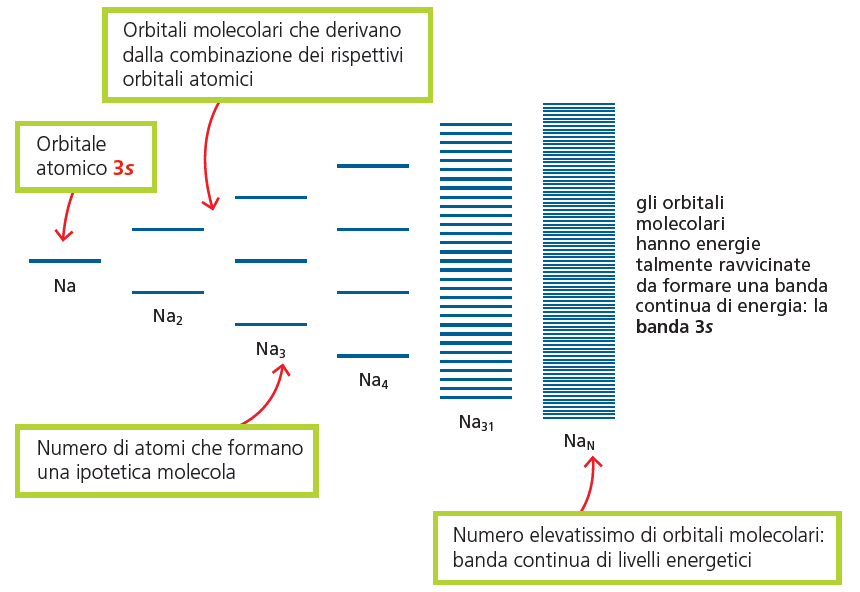 Orbitali molecolari che derivano
dalla combinazione dei rispettivi
orbitali atomici
Orbitale
atomico 3s
gli orbitali
molecolari
hanno energie
talmente ravvicinate
da formare una banda
continua di energia: la
banda 3s
Na
Na₂
Na₃
Na₄
Na₃₁
Na_N
Numero di atomi che formano
una ipotetica molecola
Numero elevatissimo di orbitali molecolari:
banda continua di livelli energetici